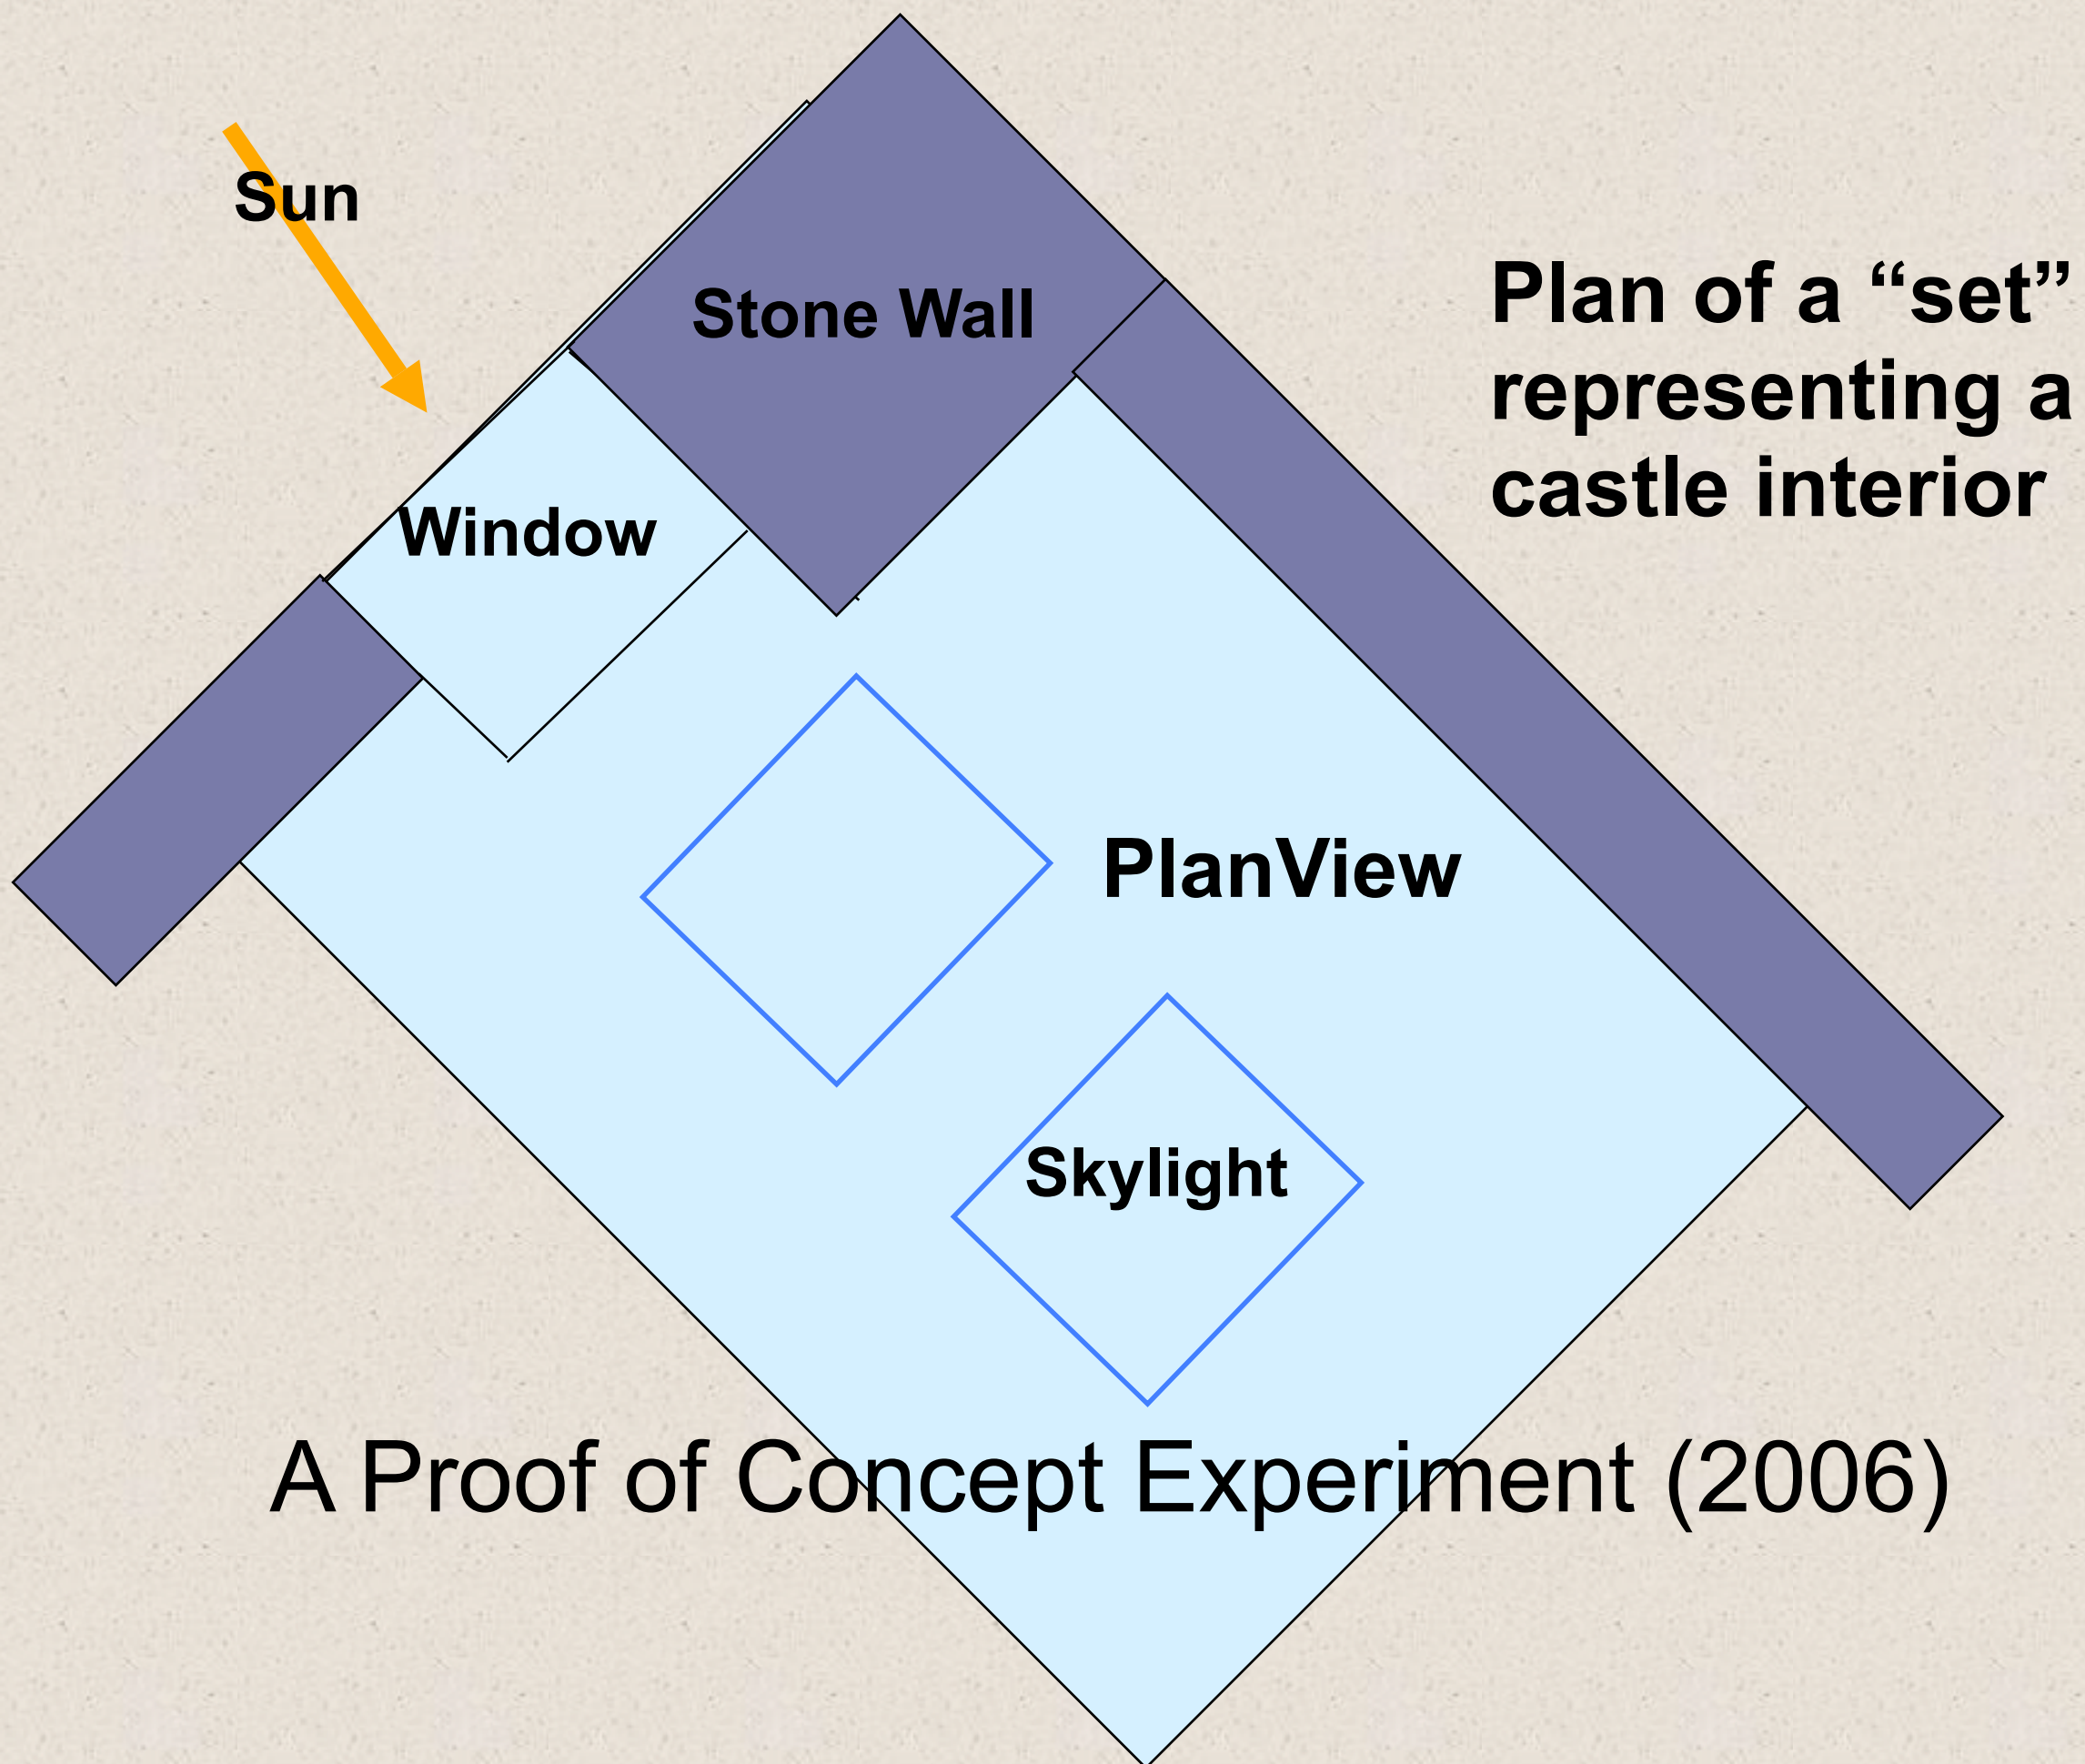 Sun
Stone Wall
Plan of a “set”
representing a
castle interior
Window
PlanView
Skylight
A Proof of Concept Experiment (2006)